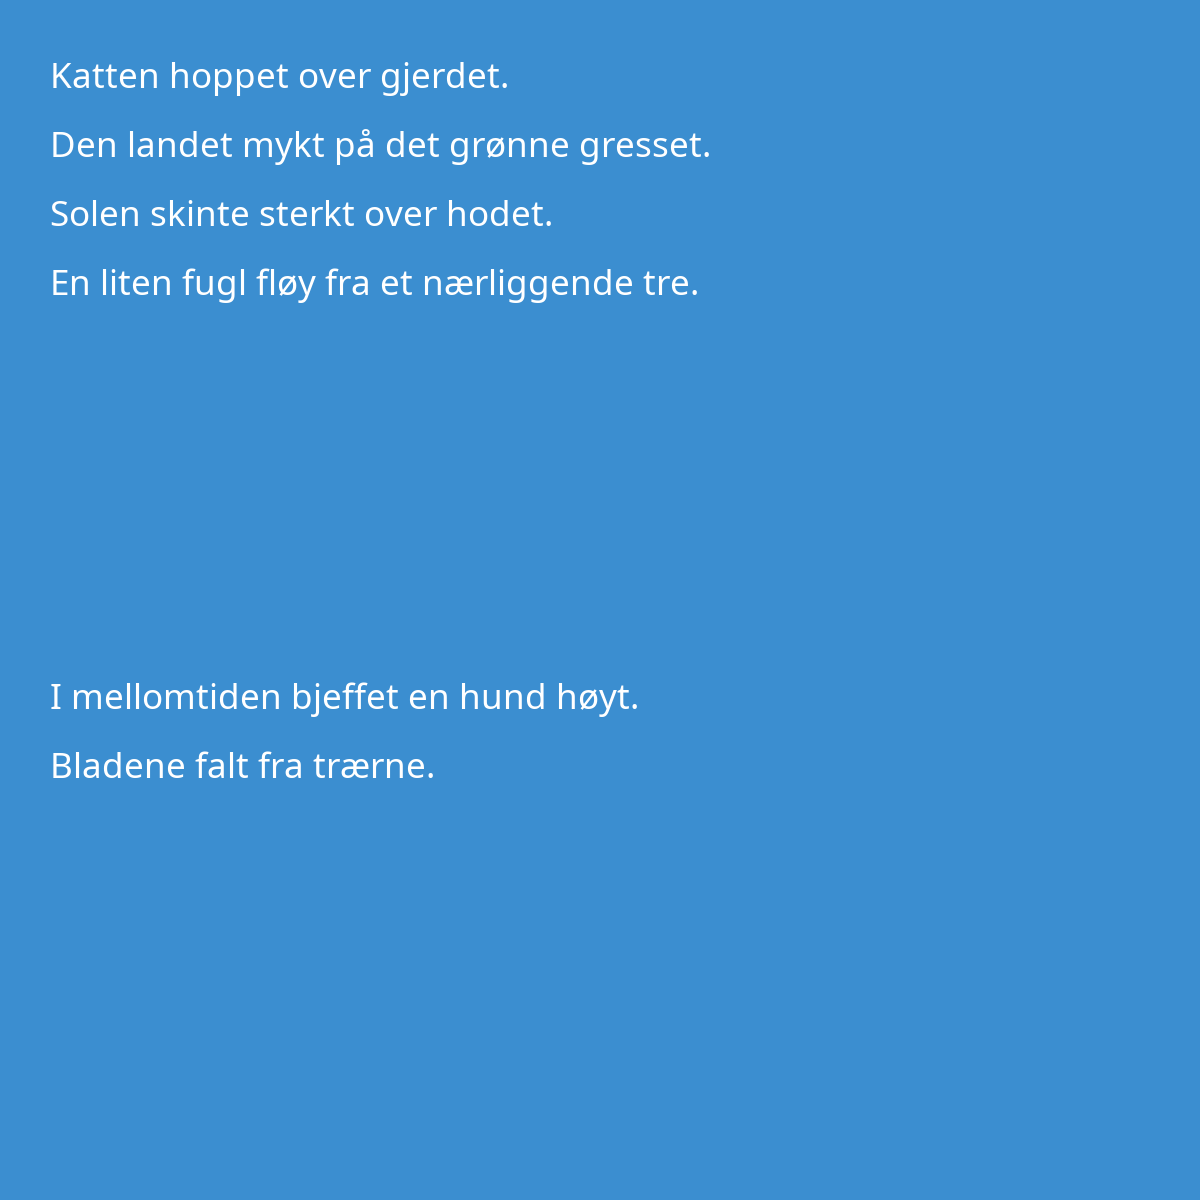 Katten hoppet over gjerdet.
Den landet mykt på det grønne gresset.
Solen skinte sterkt over hodet.
En liten fugl fløy fra et nærliggende tre.
I mellomtiden bjeffet en hund høyt.
Bladene falt fra trærne.